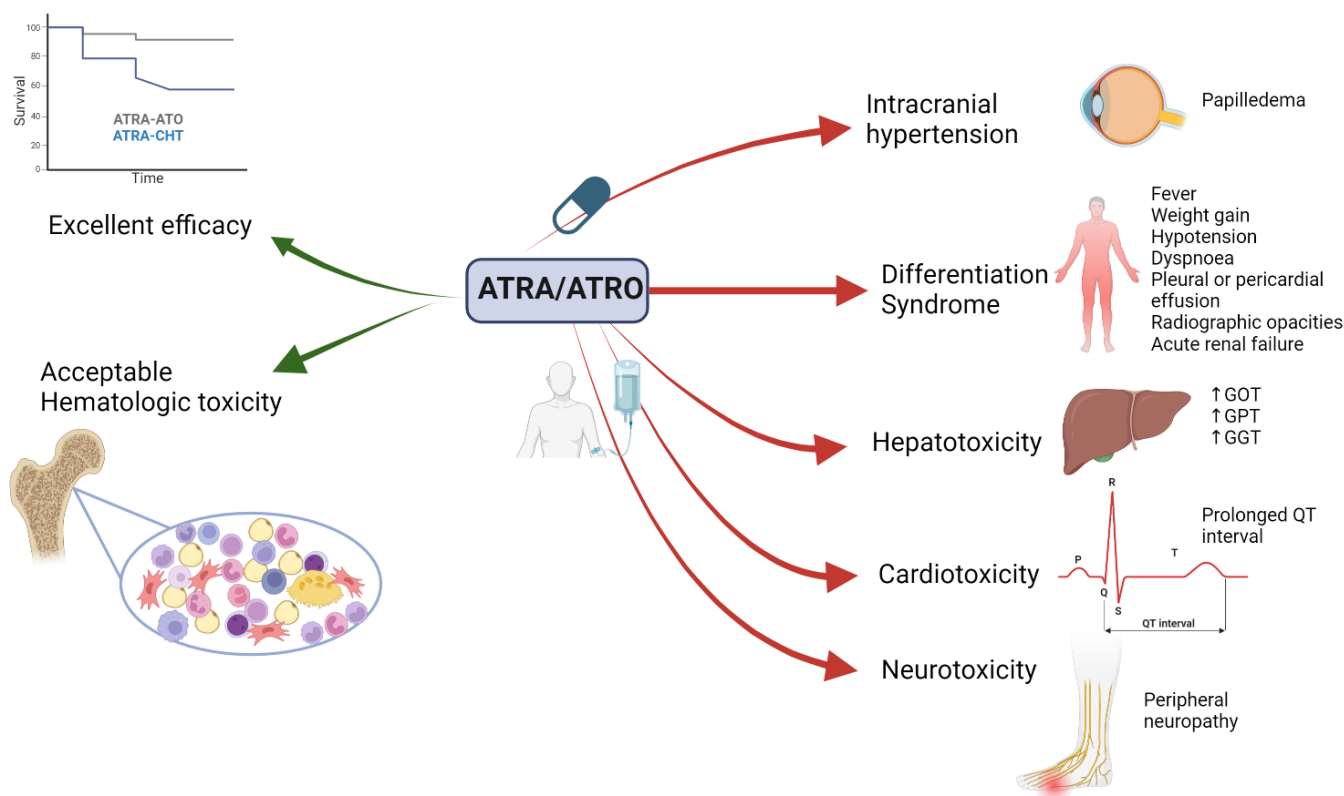 100
80
60
40
20
0
Survival
ATRA-ATO
ATRA-CHT
Time
Excellent efficacy
Acceptable
Hematologic toxicity
ATRA/ATRO
Intracranial
hypertension
Papilledema
Differentiation
Syndrome
Fever
Weight gain
Hypotension
Dyspnoea
Pleural or pericardial
effusion
Radiographic opacities
Acute renal failure
Hepatotoxicity
↑GOT
↑GPT
↑GGT
Cardiotoxicity
R
P
Q
S
T
QT interval
Prolonged QT
interval
Neurotoxicity
Peripheral
neuropathy